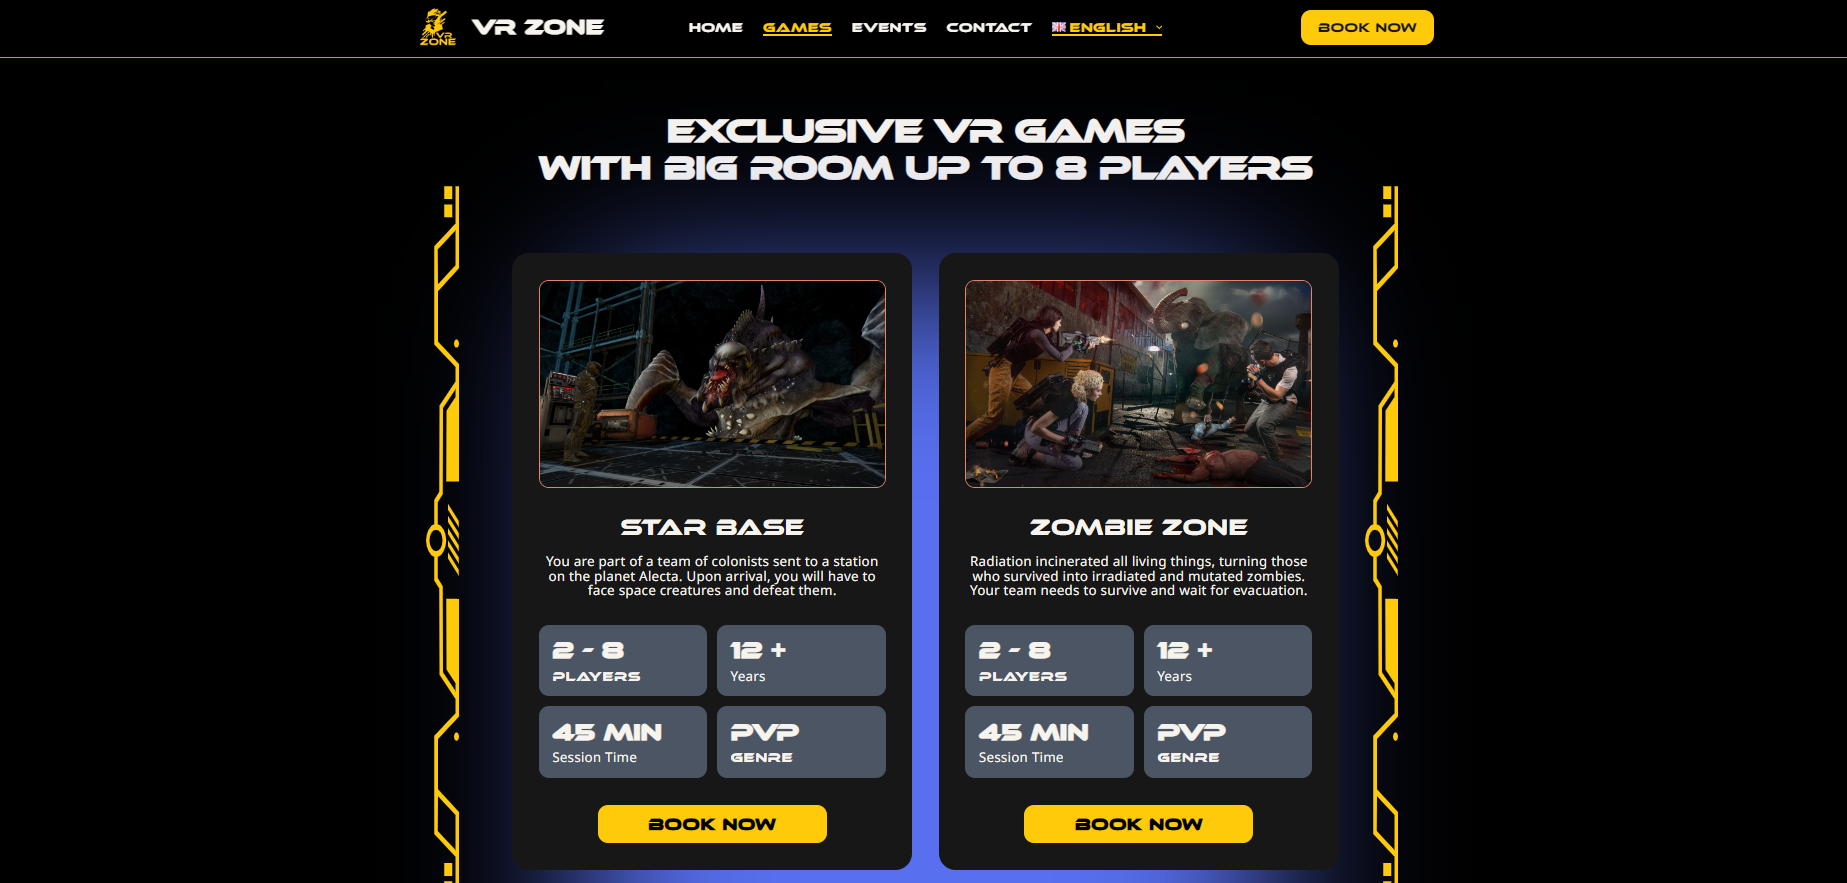 VR
ZONE
VR ZONE
HOME
GAMES
EVENTS
CONTACT
ENGLISH
BOOK NOW
EXCLUSIVE VR GAMES
WITH BIG ROOM UP TO 8 PLAYERS
STAR BASE
You are part of a team of colonists sent to a station
on the planet Alecta. Upon arrival, you will have to
face space creatures and defeat them.
2 - 8
PLAYERS
12 +
Years
45 MIN
Session Time
PVP
GENRE
BOOK NOW
ZOMBIE ZONE
Radiation incinerated all living things, turning those
who survived into irradiated and mutated zombies.
Your team needs to survive and wait for evacuation.
2 - 8
PLAYERS
12 +
Years
45 MIN
Session Time
PVP
GENRE
BOOK NOW